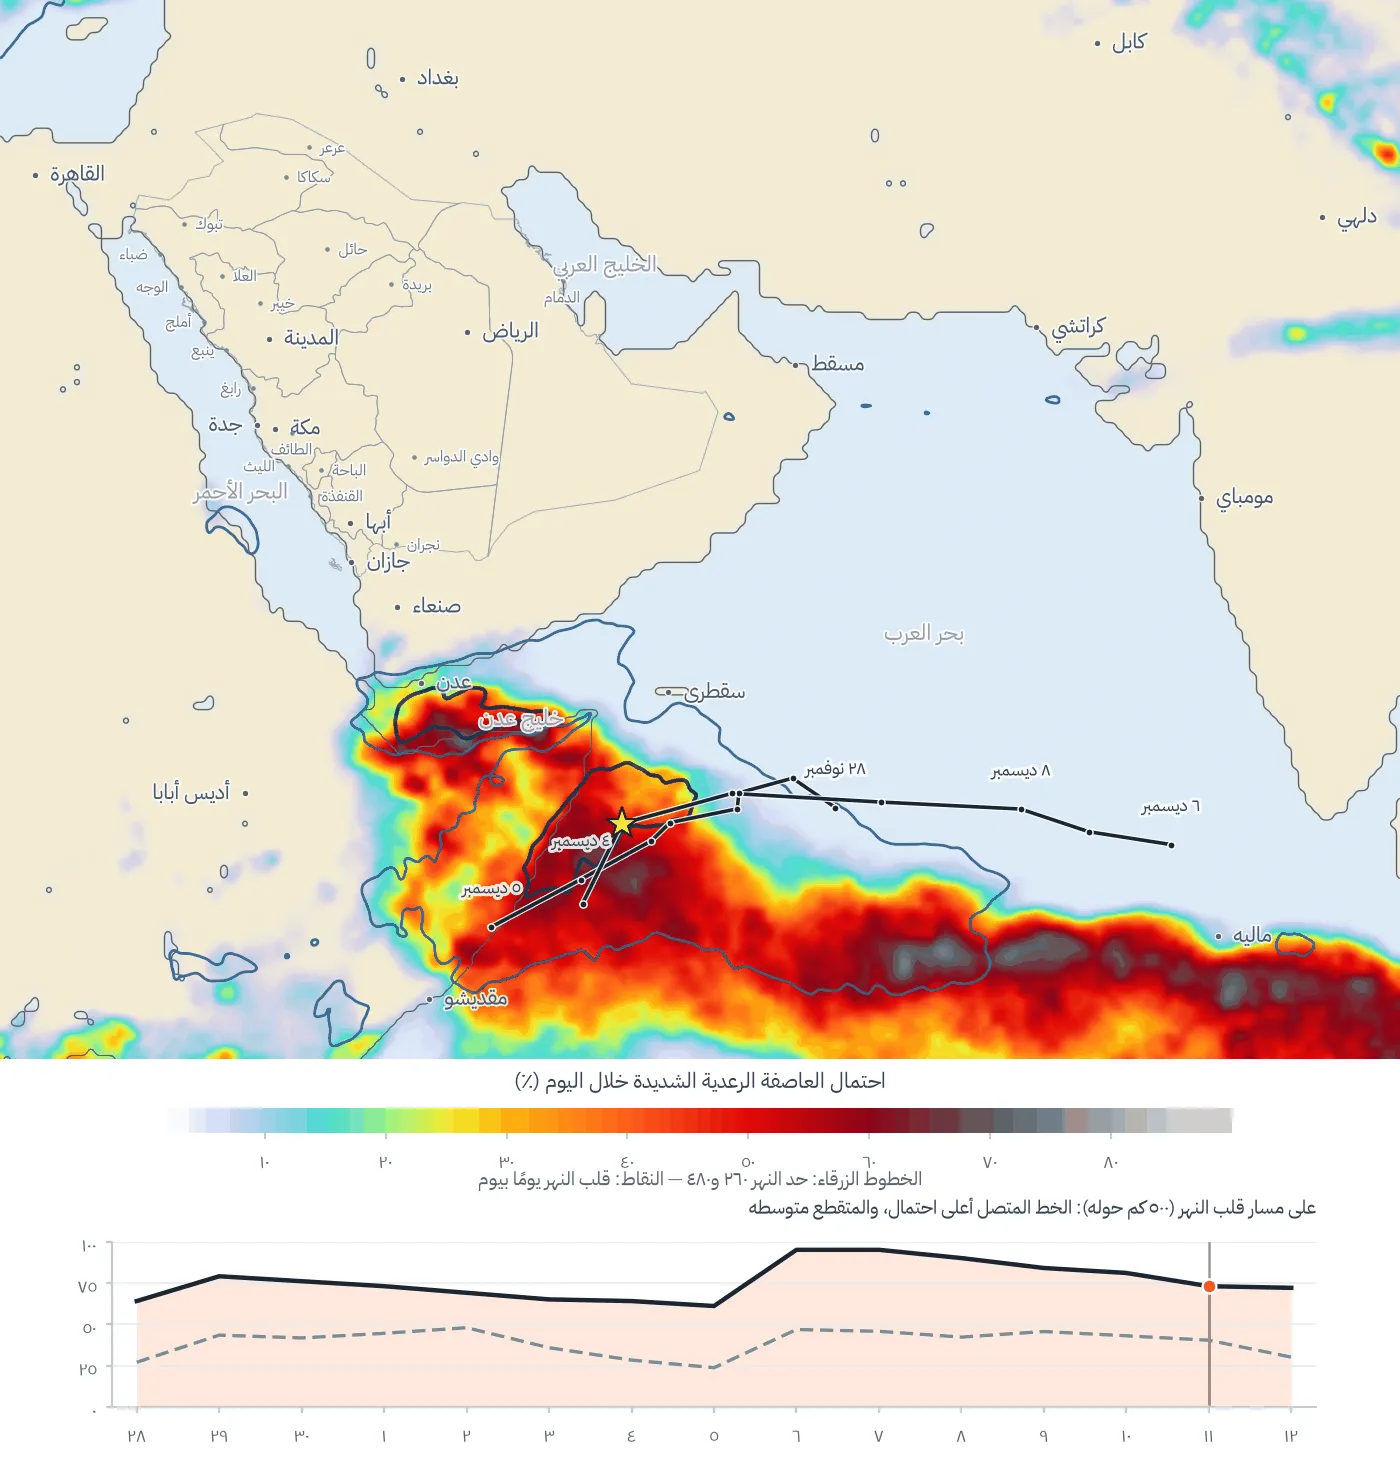 كابل
بغداد
عرعر
القاهرة
سكاكا
دلهي
تبوك
حائل
ضباء
الخليج العربي
العلا
بريدة
الوجه
الدمام
خيبر
أملج
كراتشي
الرياض
المدينة
ينبع
مسقط
رابغ
جدة
مكة
الطائف
وادي الدواسر
الليث
الباحة
البحر الأحمر
القنفذة
مومباي
أبها
نجران
جازان
صنعاء
بحر العرب
عدن
سقطرى
خليج عدن
٢٨ نوفمبر
٨ ديسمبر
أديس أبابا
٦ ديسمبر
٤ ديسمبر
٥ ديسمبر
ماليه
مقديشو
احتمال العاصفة الرعدية الشديدة خلال اليوم (٪)
١٠ ٢٠ ٣٠ ٤٠ ٥٠ ٦٠ ٧٠ ٨٠
الخطوط الزرقاء: حد النهر ٢٦٠ و٤٨٠ — النقاط: قلب النهر يومًا بيوم
على مسار قلب النهر (٥٠٠ كم حوله): الخط المتصل أعلى احتمال، والمتقطع متوسطه
١٠٠
٧٥
٥٠
٢٥
٠
٢٨ ٢٩ ٣٠ ١ ٢ ٣ ٤ ٥ ٦ ٧ ٨ ٩ ١٠ ١١ ١٢